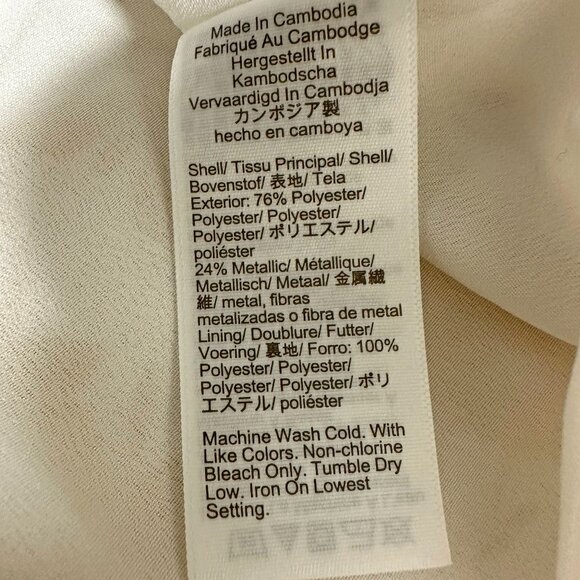 Made In Cambodia
Fabriqué Au Cambodge
Hergestellt In
Kambodscha
Vervaardigd In Cambodja
カンボジア製
hecho en camboya
Shell/ Tissu Principal/ Shell/
Bovenstof/ 表地/ Tela
Exterior: 76% Polyester/
Polyester/ Polyester/
Polyester/ ポリエステル/
poliéster
24% Metallic/ Métallique/
Metallisch/ Metaal/ 金属繊
維/ metal, fibras
metalizadas o fibra de metal
Lining/ Doublure/ Futter/
Voering/ 裏地/ Forro: 100%
Polyester/ Polyester/
Polyester/ Polyester/ ポリ
エステル/ poliéster
Machine Wash Cold. With
Like Colors. Non-chlorine
Bleach Only. Tumble Dry
Low. Iron On Lowest
Setting.